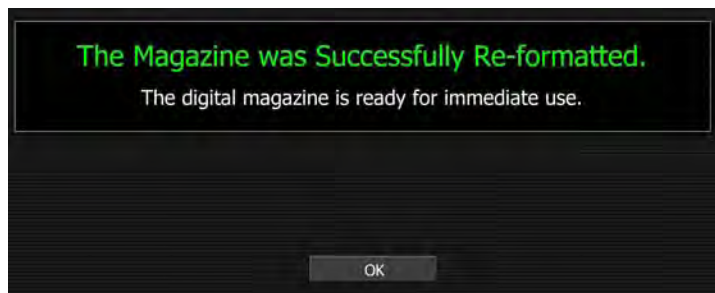 The Magazine was Successfully Re-formatted.
The digital magazine is ready for immediate use.
OK